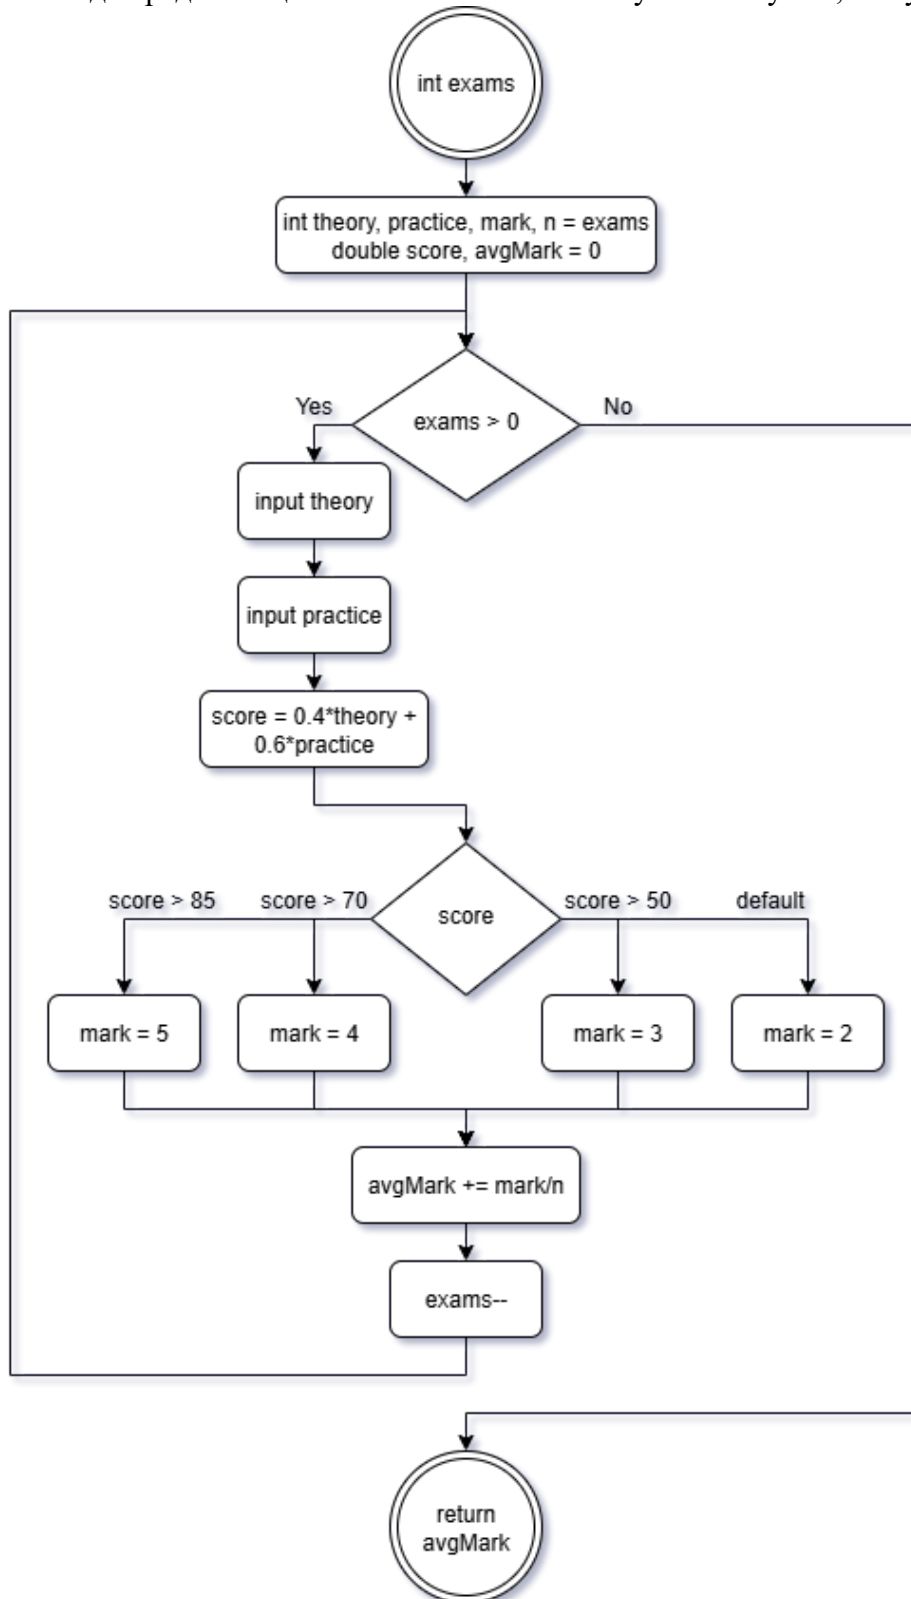 int exams
int theory, practice, mark, n = exams
double score, avgMark = 0
Yes
exams > 0
No
input theory
input practice
score = 0.4*theory +
0.6*practice
score > 85
score > 70
score
score > 50
default
mark = 5
mark = 4
mark = 3
mark = 2
avgMark += mark/n
exams--
return
avgMark